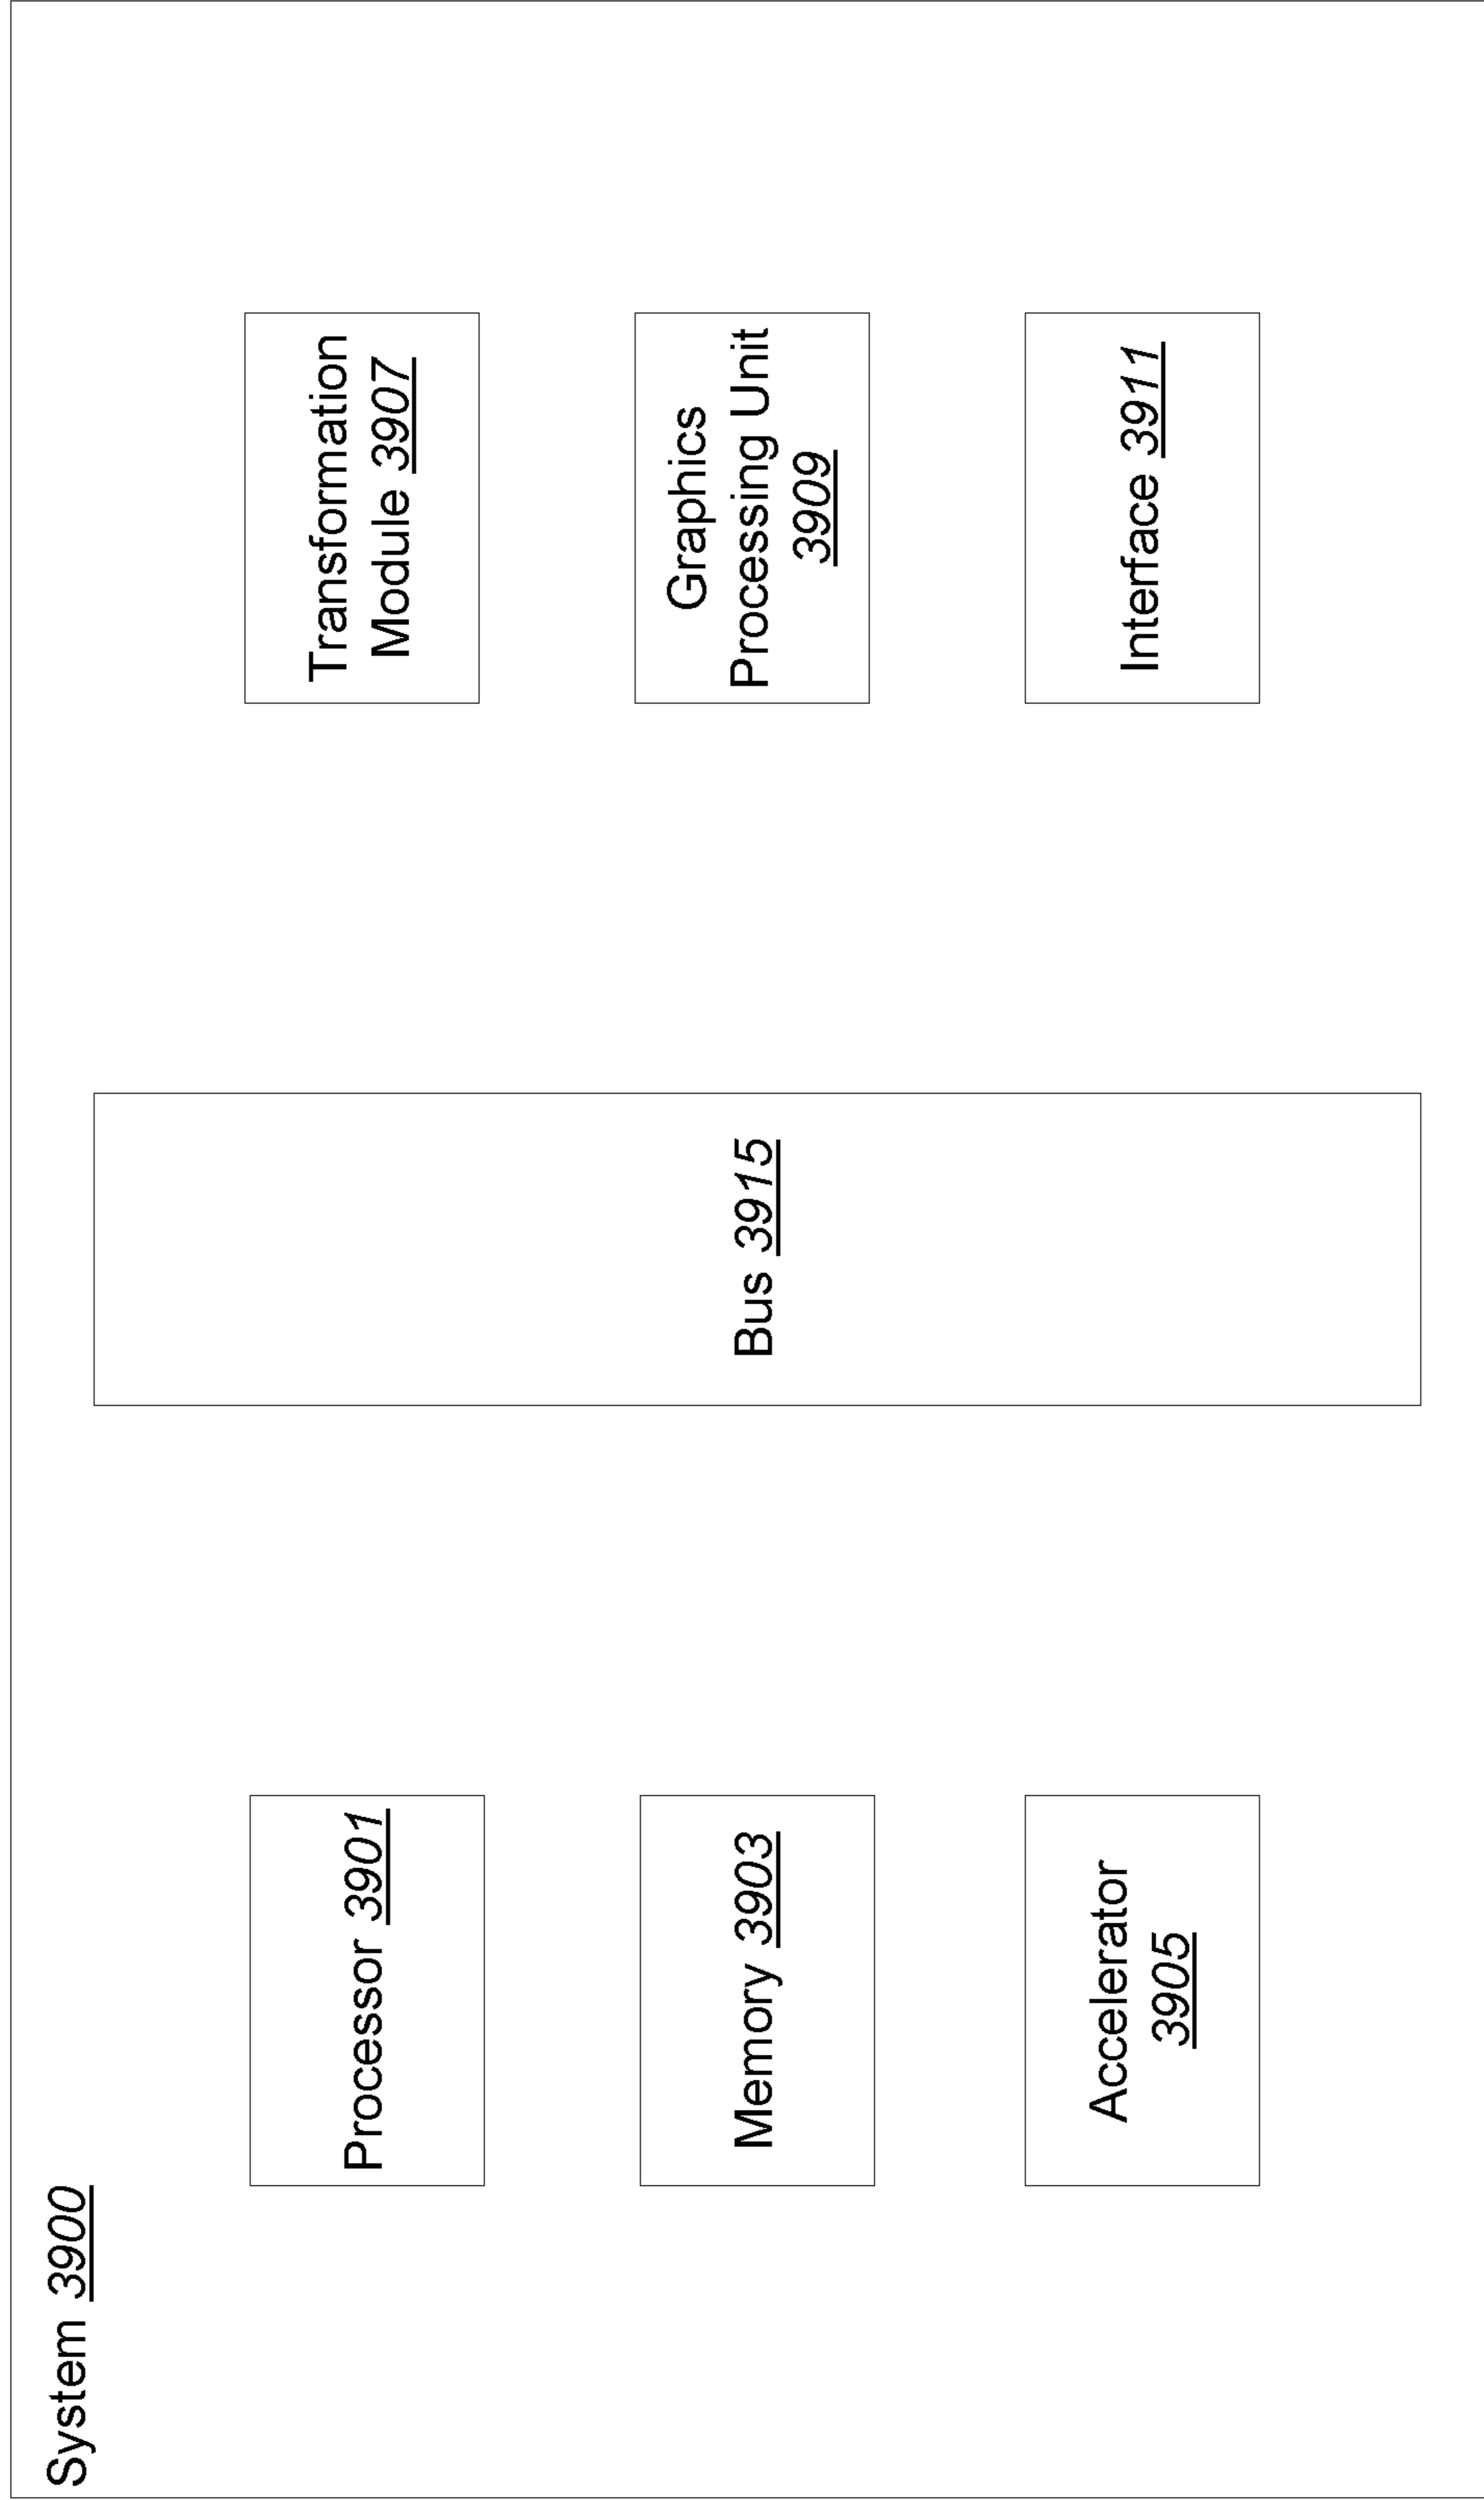 System 3900
Processor 3901
Memory 3903
Accelerator
3905
Bus 3915
Transformation
Module 3907
Graphics
Processing Unit
3909
Interface 3911